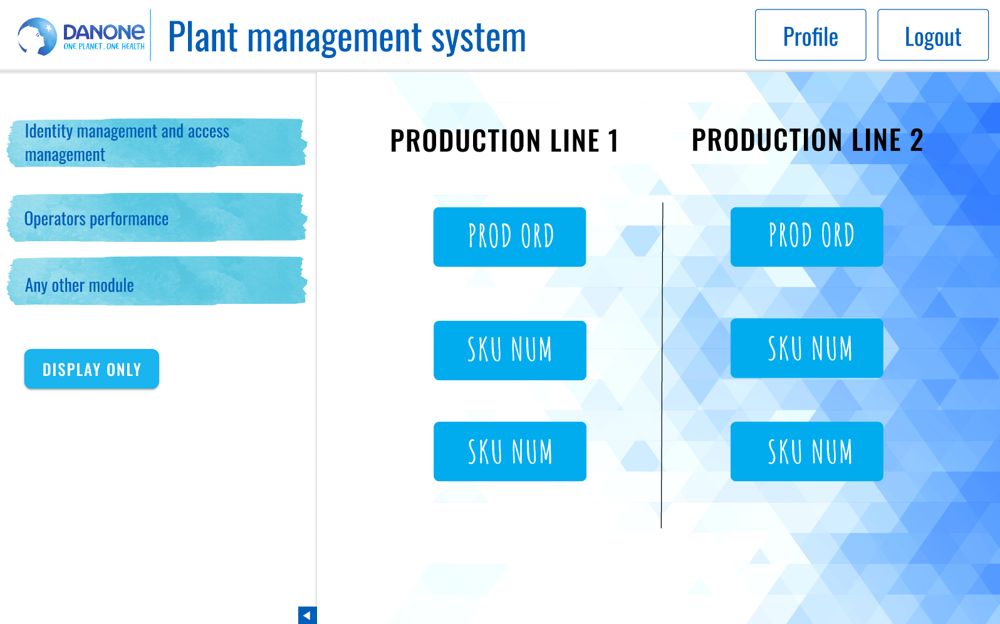 DANONE
ONE PLANET. ONE HEALTH
Plant management system
Profile
Logout
Identity management and access
management
Operators performance
Any other module
DISPLAY ONLY
PRODUCTION LINE 1
PROD ORD
SKU NUM
SKU NUM
PRODUCTION LINE 2
PROD ORD
SKU NUM
SKU NUM